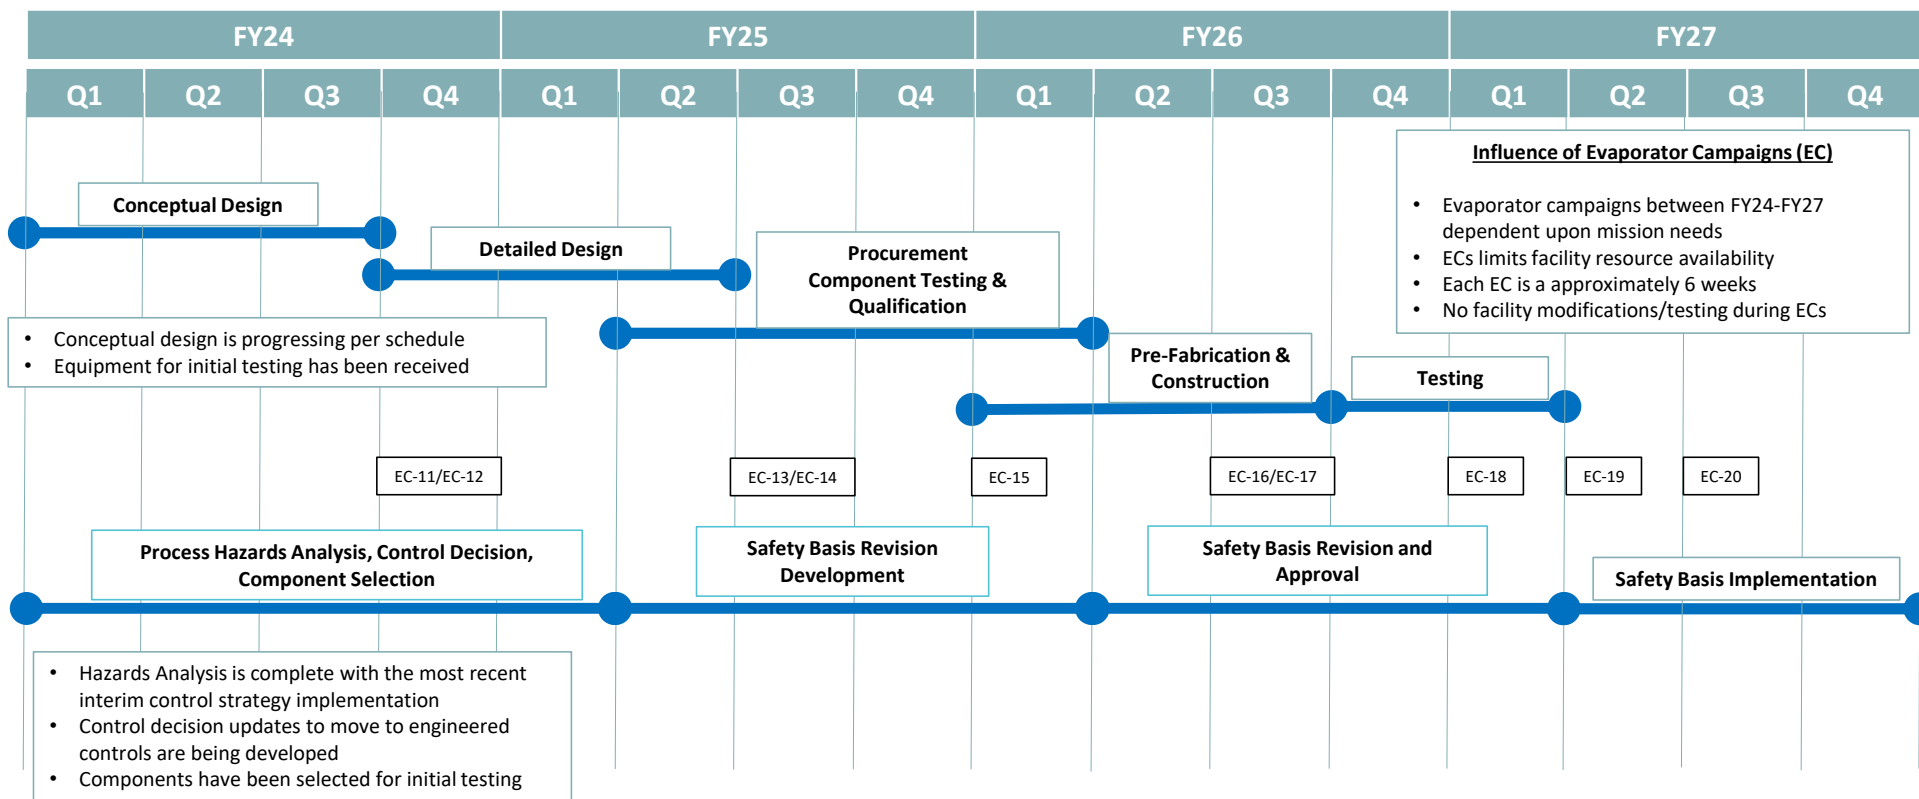 FY24 FY25 FY26 FY27
Q1 Q2 Q3 Q4 Q1 Q2 Q3 Q4 Q1 Q2 Q3 Q4 Q1 Q2 Q3 Q4
Influence of Evaporator Campaigns (EC)
• Evaporator campaigns between FY24-FY27
dependent upon mission needs
• ECs limits facility resource availability
• Each EC is a approximately 6 weeks
• No facility modifications/testing during ECs
Conceptual Design
Detailed Design
Procurement
Component Testing &
Qualification
• Conceptual design is progressing per schedule
• Equipment for initial testing has been received
Pre-Fabrication &
Construction
Testing
EC-11/EC-12
EC-13/EC-14
EC-15
EC-16/EC-17
EC-18
EC-19
EC-20
Process Hazards Analysis, Control Decision,
Component Selection
Safety Basis Revision
Development
Safety Basis Revision and
Approval
Safety Basis Implementation
• Hazards Analysis is complete with the most recent
interim control strategy implementation
• Control decision updates to move to engineered
controls are being developed
• Components have been selected for initial testing